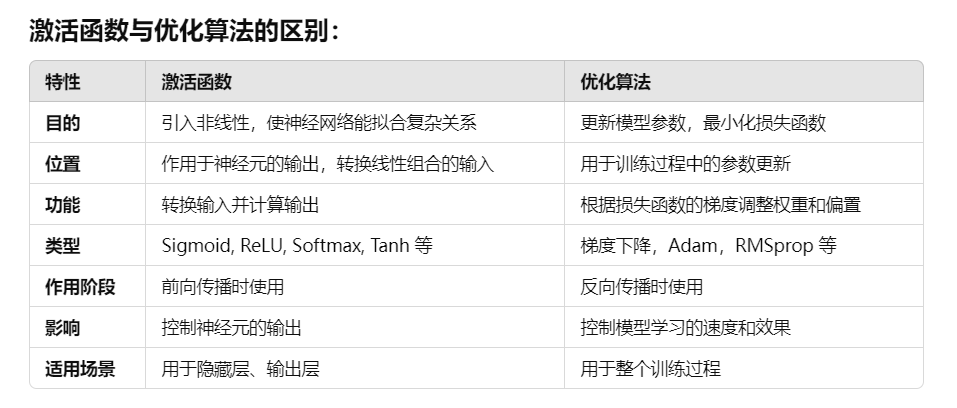 激活函数与优化算法的区别：
特性 激活函数 优化算法
目的 引入非线性，使神经网络能拟合复杂关系 更新模型参数，最小化损失函数
位置 作用于神经元的输出，转换线性组合的输入 用于训练过程中的参数更新
功能 转换输入并计算输出 根据损失函数的梯度调整权重和偏置
类型 Sigmoid, ReLU, Softmax, Tanh 等 梯度下降，Adam，RMSprop 等
作用阶段 前向传播时使用 反向传播时使用
影响 控制神经元的输出 控制模型学习的速度和效果
适用场景 用于隐藏层、输出层 用于整个训练过程